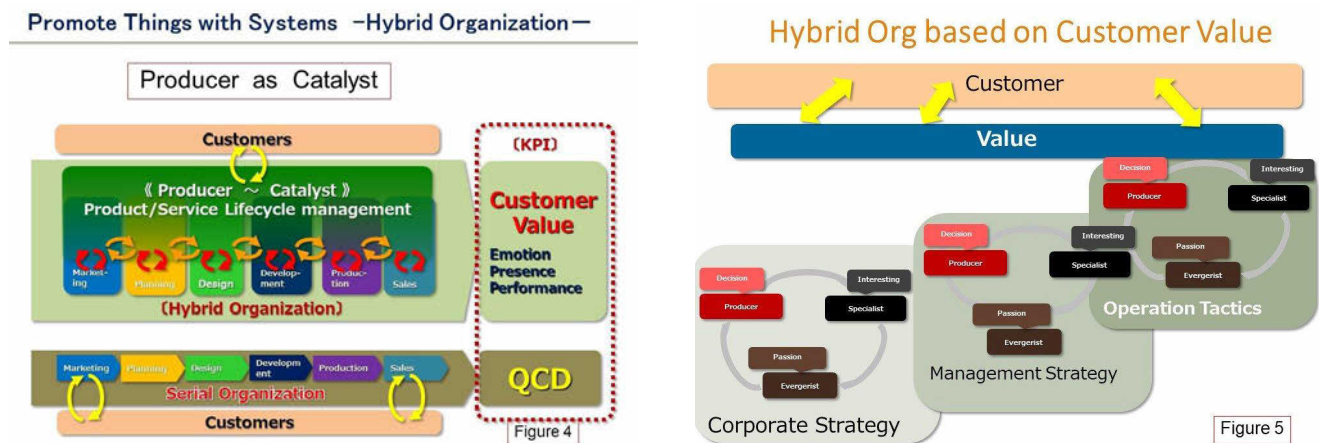 Promote Things with Systems -Hybrid Organization-
Producer as Catalyst
Customers
《 Producer ~ Catalyst 》
Product/Service Lifecycle management
Market-
ing
Planning
Design
Develop-
ment
Produc-
tion
Sales
(Hybrid Organization)
(KPI)
Customer
Value
Emotion
Presence
Performance
Marketing
Planning
Design
Developm
ent
Production
Sales
Serial Organization
Customers
QCD
Figure 4
Hybrid Org based on Customer Value
Customer
Value
Decision
Producer
Interesting
Specialist
Passion
Evergerist
Operation Tactics
Decision
Producer
Interesting
Specialist
Passion
Evergerist
Management Strategy
Decision
Producer
Interesting
Specialist
Passion
Evergerist
Corporate Strategy
Figure 5